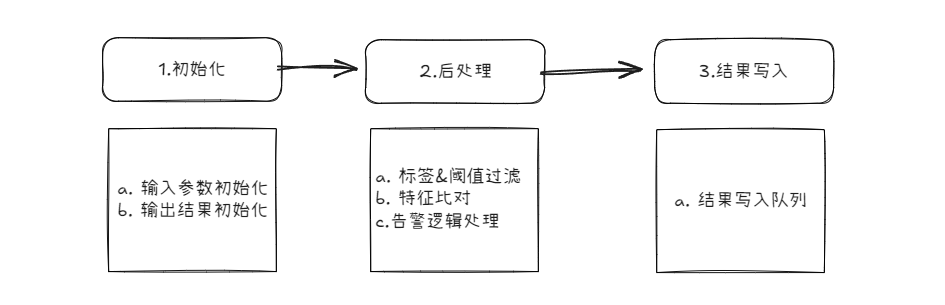 1.初始化
2.后处理
3.结果写入
a. 输入参数初始化
b. 输出结果初始化
a. 标签&阈值过滤
b. 特征比对
c.告警逻辑处理
a. 结果写入队列